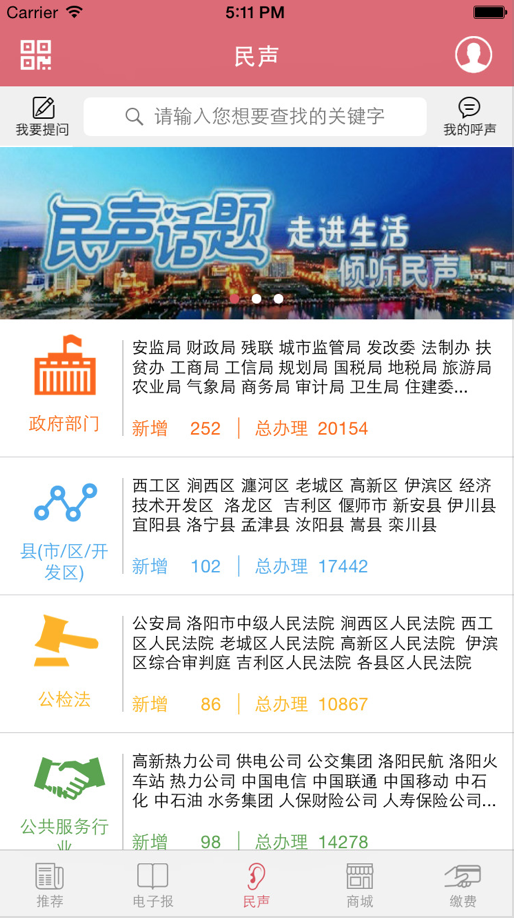 Carrier 5:11 PM
民声
我要提问 请输入您想要查找的关键字 我的呼声
民声话题
走进生活
倾听民声
安监局 财政局 残联 城市监管局 发改委 法制办 扶
贫办 工商局 工信局 规划局 国税局 地税局 旅游局
农业局 气象局 商务局 审计局 卫生局 住建委...
政府部门
新增 252 总办理 20154
西工区 涧西区 瀍河区 老城区 高新区 伊滨区 经济
技术开发区 洛龙区 吉利区 偃师市 新安县 伊川县
宜阳县 洛宁县 孟津县 汝阳县 嵩县 栾川县
县(市/区/开
发区)
新增 102 总办理 17442
公安局 洛阳市中级人民法院 涧西区人民法院 西工
区人民法院 老城区人民法院 高新区人民法院 伊滨
区综合审判庭 吉利区人民法院 各县区人民法院
公检法
新增 86 总办理 10867
高新热力公司 供电公司 公交集团 洛阳民航 洛阳火
车站 热力公司 中国电信 中国联通 中国移动 中石
化 中石油 水务集团 人保财险公司 人寿保险公司...
公共服务行
业
新增 98 总办理 14278
推荐 电子报 民声 商城 缴费